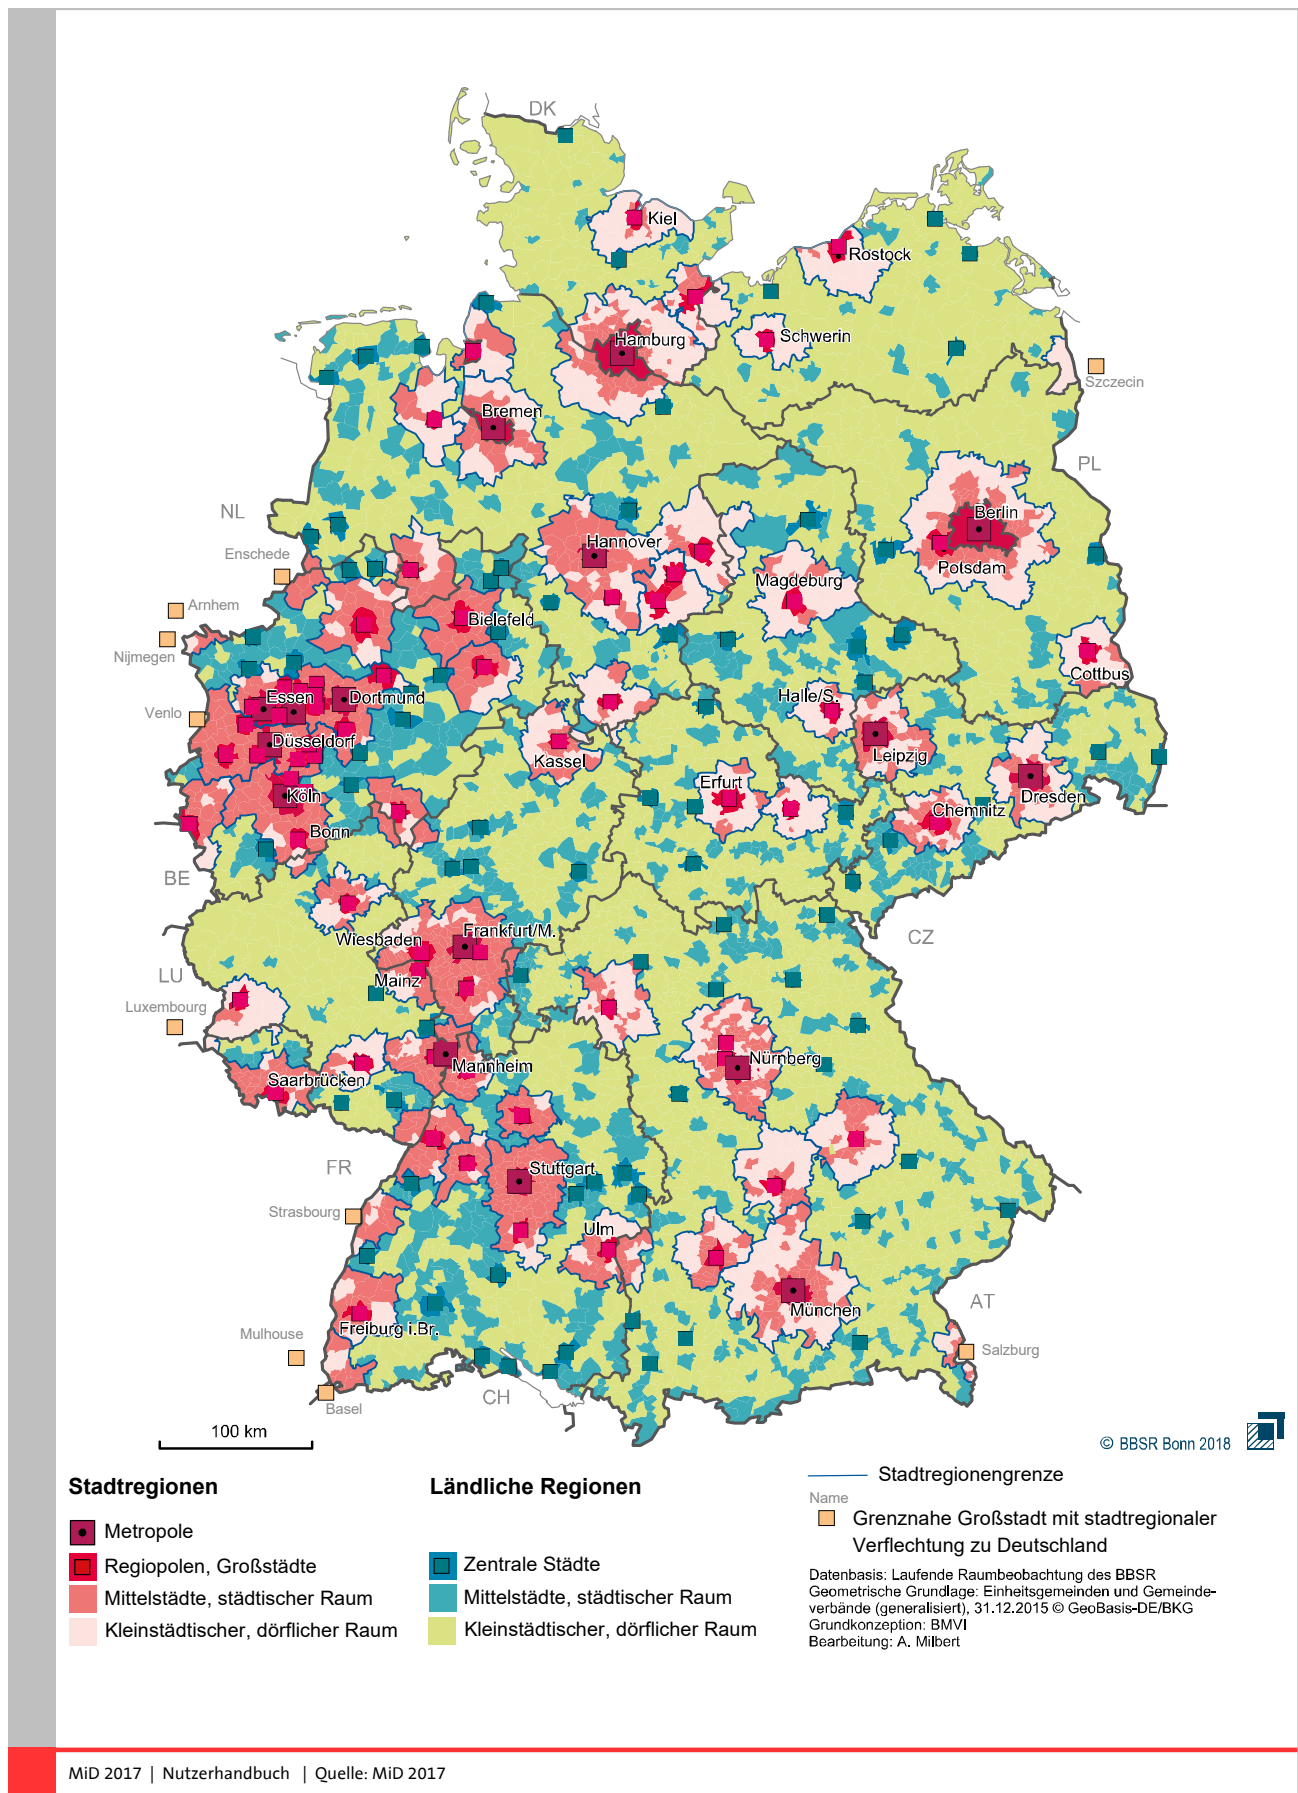 DK
Kiel
Rostock
Hamburg
Schwerin
Szczecin
Bremen
PL
NL
Berlin
Hannover
Enschede
Potsdam
Magdeburg
Arnhem
Bielefeld
Nijmegen
Cottbus
Essen
Dortmund
Halle/S.
Venlo
Düsseldorf
Leipzig
Kassel
Erfurt
Köln
Dresden
Chemnitz
Bonn
BE
Wiesbaden
Frankfurt/M.
CZ
LU
Mainz
Luxembourg
Nürnberg
Mannheim
Saarbrücken
FR
Stuttgart
Strasbourg
Ulm
AT
München
Freiburg i.Br.
Mulhouse
Salzburg
CH
Basel
100 km
© BBSR Bonn 2018
Stadtregionen
Metropole
Regiopolen, Großstädte
Mittelstädte, städtischer Raum
Kleinstädtischer, dörflicher Raum
Ländliche Regionen
Zentrale Städte
Mittelstädte, städtischer Raum
Kleinstädtischer, dörflicher Raum
Stadtregionengrenze
Name
Grenznahe Großstadt mit stadtregionaler
Verflechtung zu Deutschland
Datenbasis: Laufende Raumbeobachtung des BBSR
Geometrische Grundlage: Einheitsgemeinden und Gemeinde-
verbände (generalisiert), 31.12.2015 © GeoBasis-DE/BKG
Grundkonzeption: BMVI
Bearbeitung: A. Milbert
MiD 2017 | Nutzerhandbuch | Quelle: MiD 2017